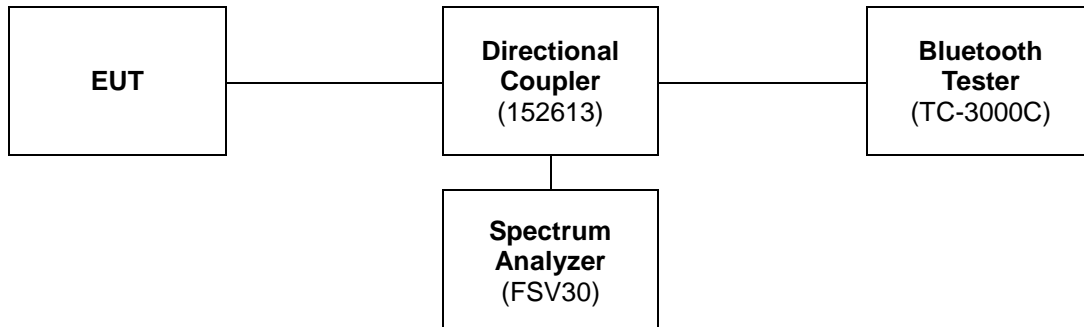 EUT
Directional
Coupler
(152613)
Bluetooth
Tester
(TC-3000C)
Spectrum
Analyzer
(FSV30)